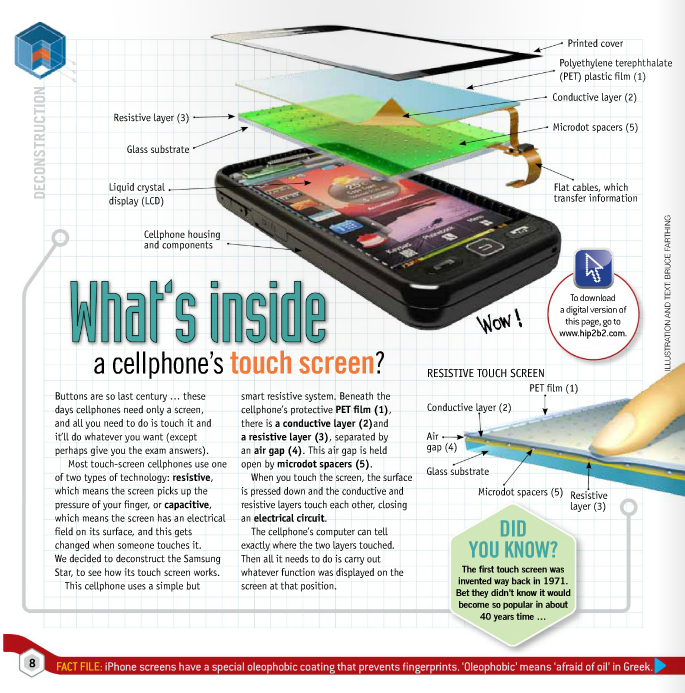 DECONSTRUCTION
Printed cover
Polyethylene terephthalate
(PET) plastic film (1)
Conductive layer (2)
Microdot spacers (5)
Flat cables, which
transfer information
Resistive layer (3)
Glass substrate
Liquid crystal
display (LCD)
Cellphone housing
and components
Keypad
Phonebook
Menu
Wow!
To download
a digital version of
this page, go to
www.hip2b2.com.
ILLUSTRATION AND TEXT: BRUCE FARTHING
What's inside
a cellphone's touch screen?
Buttons are so last century ... these
days cellphones need only a screen,
and all you need to do is touch it and
it'll do whatever you want (except
perhaps give you the exam answers).
Most touch-screen cellphones use one
of two types of technology: resistive,
which means the screen picks up the
pressure of your finger, or capacitive,
which means the screen has an electrical
field on its surface, and this gets
changed when someone touches it.
We decided to deconstruct the Samsung
Star, to see how its touch screen works.
This cellphone uses a simple but
smart resistive system. Beneath the
cellphone's protective PET film (1),
there is a conductive layer (2)and
a resistive layer (3), separated by
an air gap (4). This air gap is held
open by microdot spacers (5).
When you touch the screen, the surface
is pressed down and the conductive and
resistive layers touch each other, closing
an electrical circuit.
The cellphone's computer can tell
exactly where the two layers touched.
Then all it needs to do is carry out
whatever function was displayed on the
screen at that position.
RESISTIVE TOUCH SCREEN
PET film (1)
Conductive layer (2)
Air
gap (4)
Glass substrate
Microdot spacers (5)
Resistive
layer (3)
DID
YOU KNOW?
The first touch screen was
invented way back in 1971.
Bet they didn't know it would
become so popular in about
40 years time ...
8
FACT FILE: iPhone screens have a special oleophobic coating that prevents fingerprints. 'Oleophobic' means 'afraid of oil' in Greek.